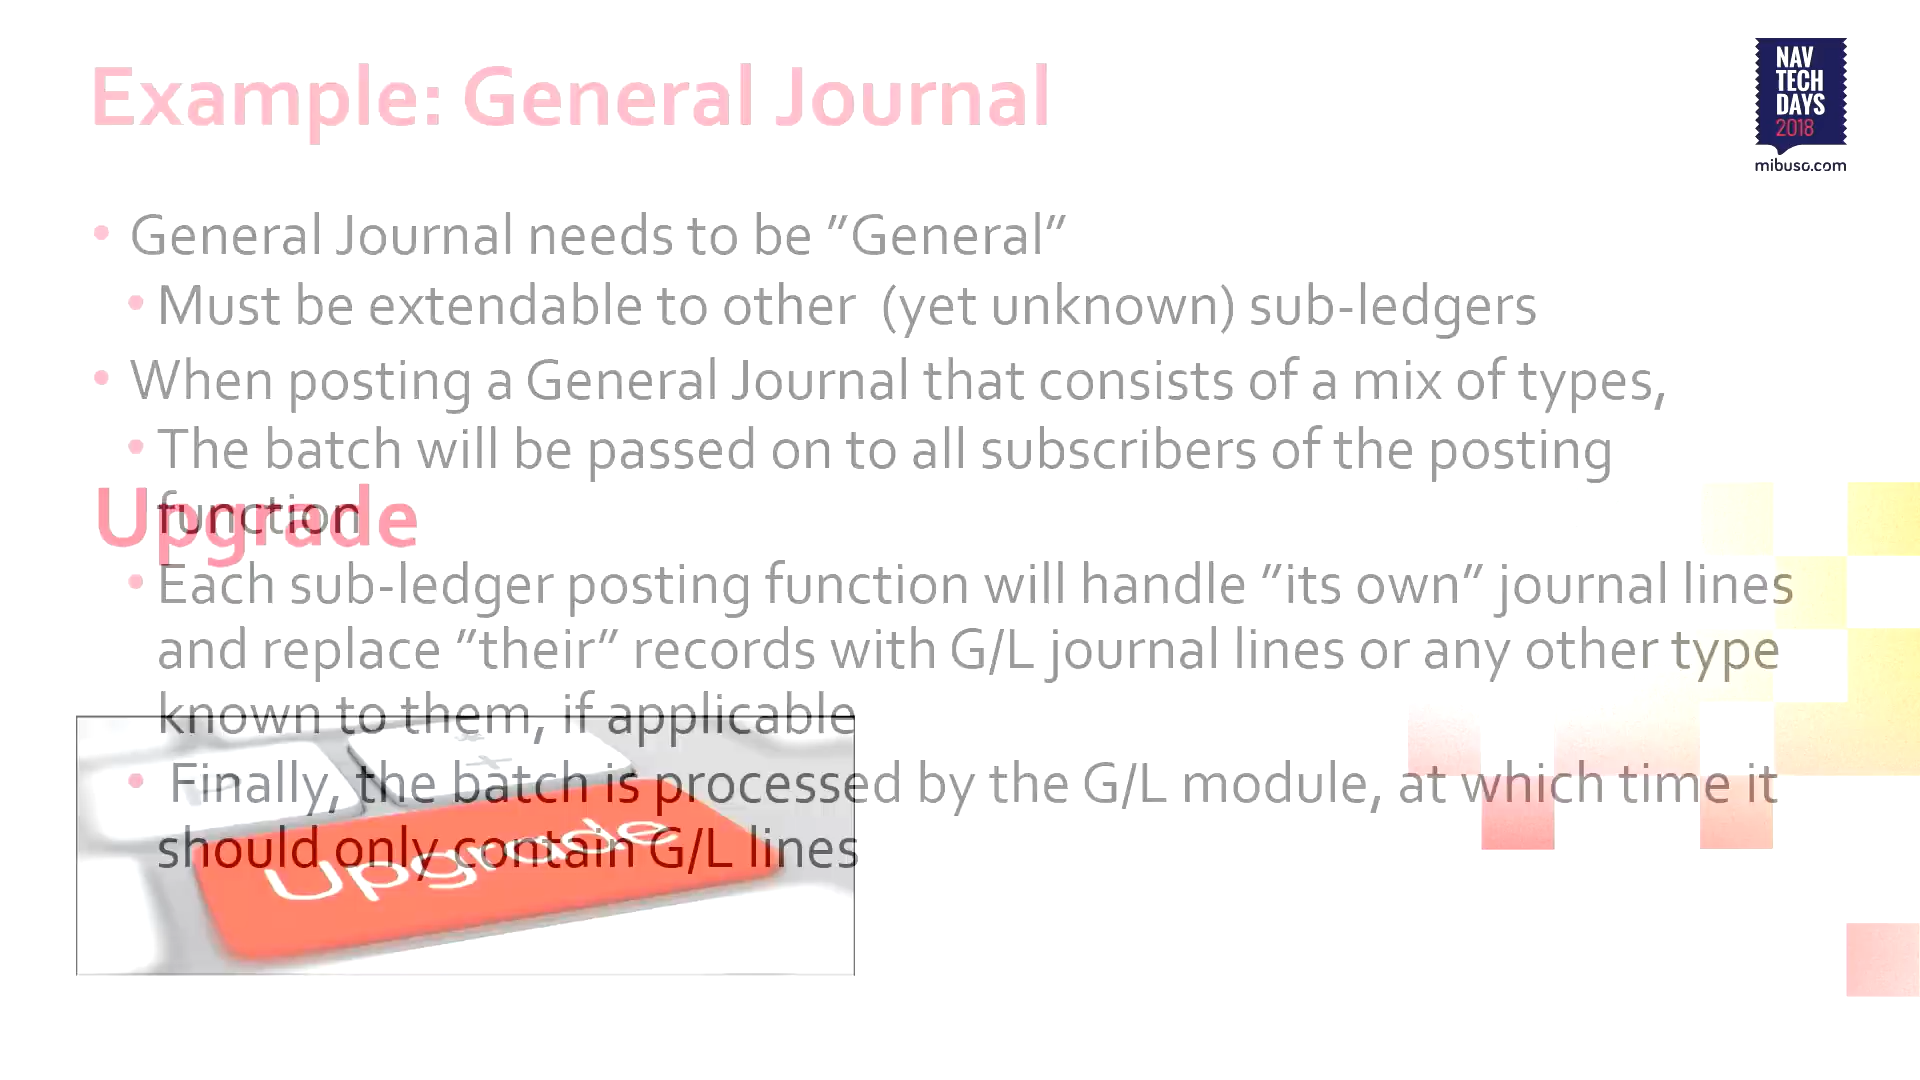 Example: General Journal
NAV
TECH
DAYS
2018
mibuso.com
• General Journal needs to be ”General”
• Must be extendable to other (yet unknown) sub-ledgers
• When posting a General Journal that consists of a mix of types,
• The batch will be passed on to all subscribers of the posting
function
Upgrade
• Each sub-ledger posting function will handle ”its own” journal lines
and replace ”their” records with G/L journal lines or any other type
known to them, if applicable
• Finally, the batch is processed by the G/L module, at which time it
should only contain G/L lines
Upgrade